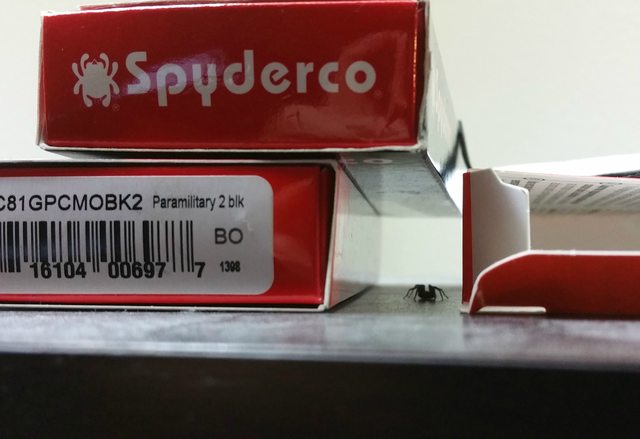 Spyderco
C81GPCMOBK2 Paramilitary 2 blk
BO
16104 00697 7 1398